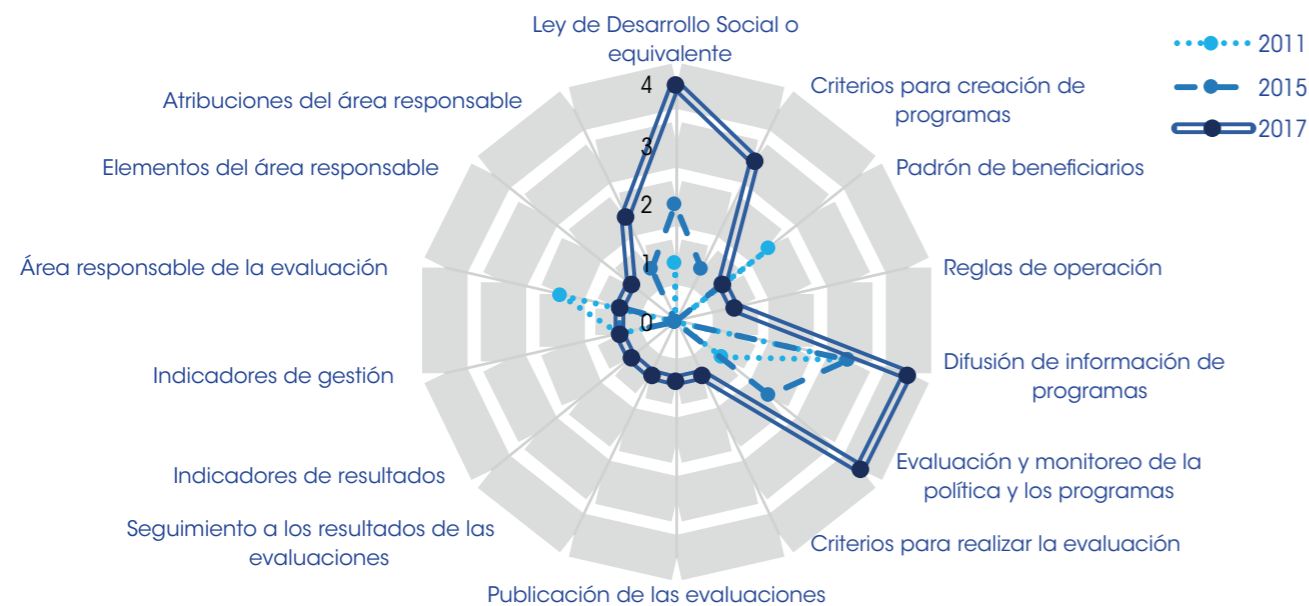 Ley de Desarrollo Social o
equivalente
2011
2015
2017
Criterios para creación de
programas
Padrón de beneficiarios
Reglas de operación
Difusión de información de
programas
Evaluación y monitoreo de la
política y los programas
Criterios para realizar la evaluación
Publicación de las evaluaciones
Seguimiento a los resultados de las
evaluaciones
Indicadores de resultados
Indicadores de gestión
Área responsable de la evaluación
Elementos del área responsable
Atribuciones del área responsable
4
3
2
1
0